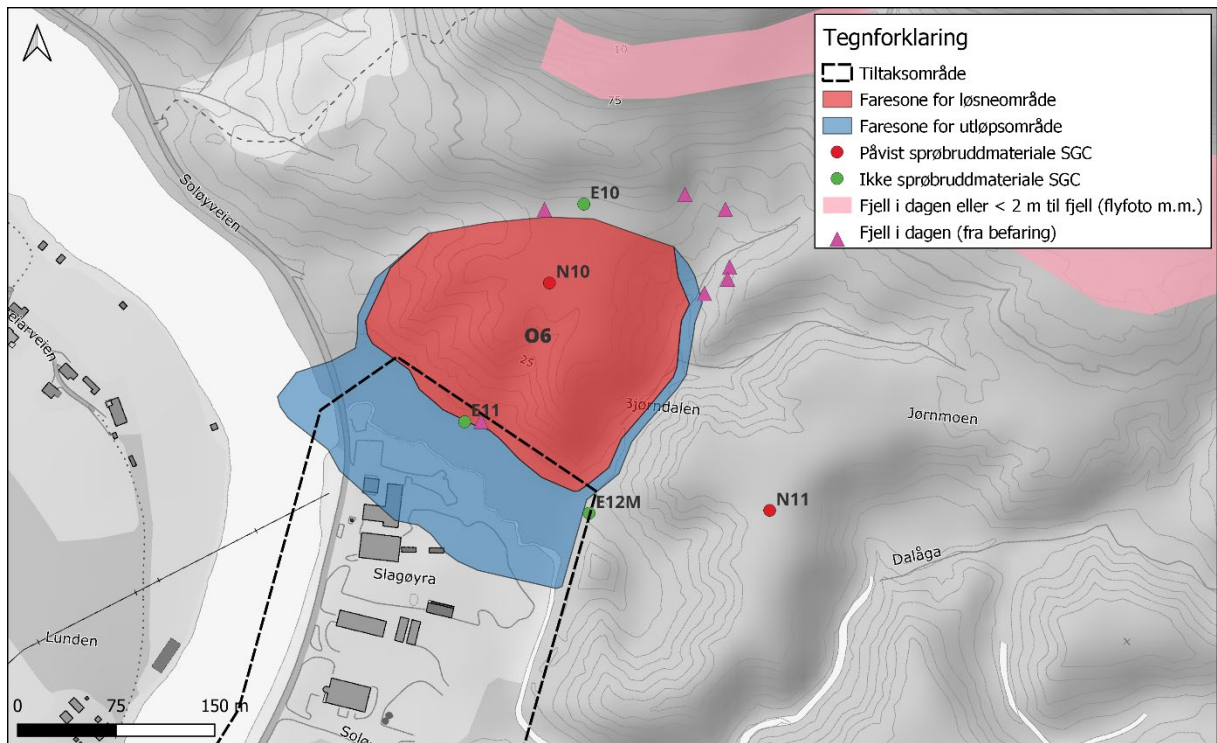 Tegnforklaring
Tiltaksområde
Faresone for løsneområde
Faresone for utløpsområde
Påvist sprøbruddmateriale SGC
Ikke sprøbruddmateriale SGC
Fjell i dagen eller < 2 m til fjell (flyfoto m.m.)
Fjell i dagen (fra befaring)
10
75
Soløyveien
E10
N10
O6
25
eiarveien
E11
3jørndalen
Jørnmoen
E12M
N11
Dalåga
Slagøyra
Lunden
0 75 150 m